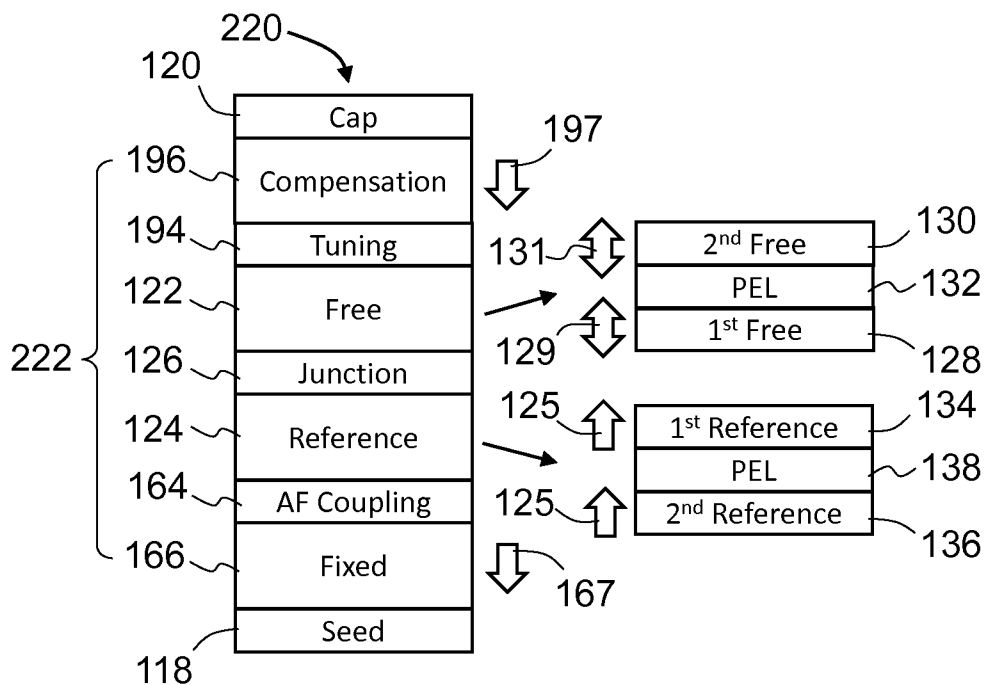 220
120
Cap
197
196
Compensation
194
Tuning
131
2nd Free
130
122
Free
PEL
132
222
129
1st Free
128
126
Junction
125
134
124
Reference
1st Reference
PEL
138
164
AF Coupling
125
2nd Reference
136
166
Fixed
167
Seed
118